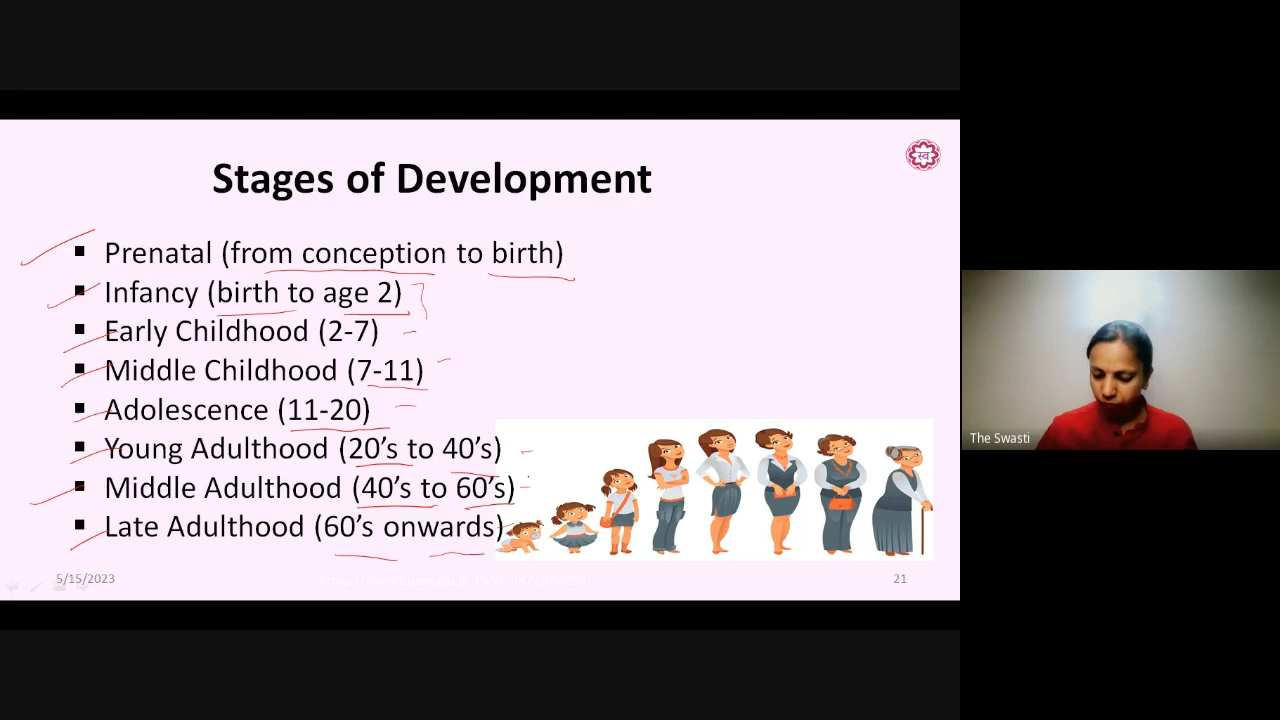 Stages of Development
स्व
▪ Prenatal (from conception to birth)
▪ Infancy (birth to age 2)
▪ Early Childhood (2-7)
▪ Middle Childhood (7-11)
▪ Adolescence (11-20)
▪ Young Adulthood (20’s to 40’s)
▪ Middle Adulthood (40’s to 60’s)
▪ Late Adulthood (60’s onwards)
5/15/2023
21
The Swasti